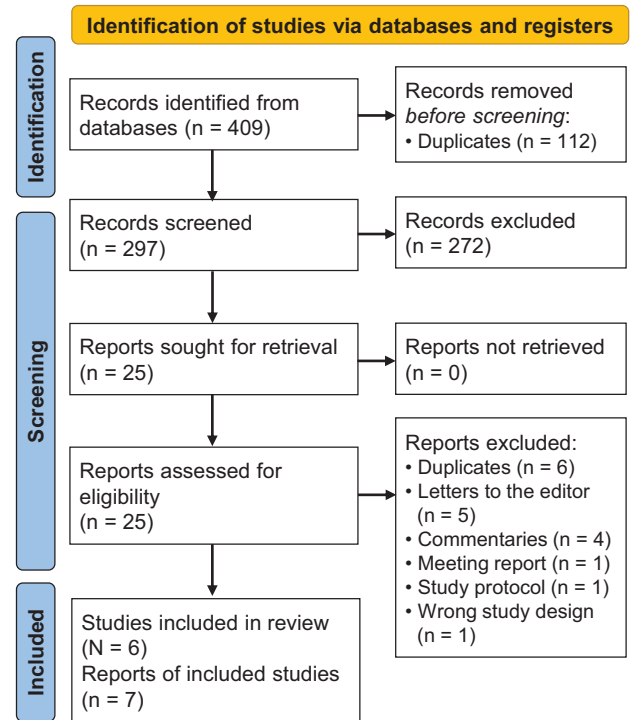 Identification of studies via databases and registers
Identification
Records identified from
databases (n = 409)
Records removed
before screening:
• Duplicates (n = 112)
Screening
Records screened
(n = 297)
Records excluded
(n = 272)
Reports sought for retrieval
(n = 25)
Reports not retrieved
(n = 0)
Reports assessed for
eligibility
(n = 25)
Reports excluded:
• Duplicates (n = 6)
• Letters to the editor
(n = 5)
• Commentaries (n = 4)
• Meeting report (n = 1)
• Study protocol (n = 1)
• Wrong study design
(n = 1)
Included
Studies included in review
(N = 6)
Reports of included studies
(n = 7)